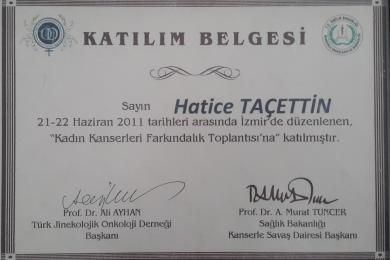 KATILIM BELGESİ
Sayın Hatice TAÇETTİN
21-22 Haziran 2011 tarihleri arasında İzmir'de düzenlenen,
"Kadın Kanserleri Farkındalık Toplantısı'na" katılmıştır.
Prof. Dr. Ali AYHAN
Türk Jinekolojik Onkoloji Derneği
Başkanı
Prof. Dr. A. Murat TUNCER
Sağlık Bakanlığı
Kanserle Savaş Dairesi Başkanı